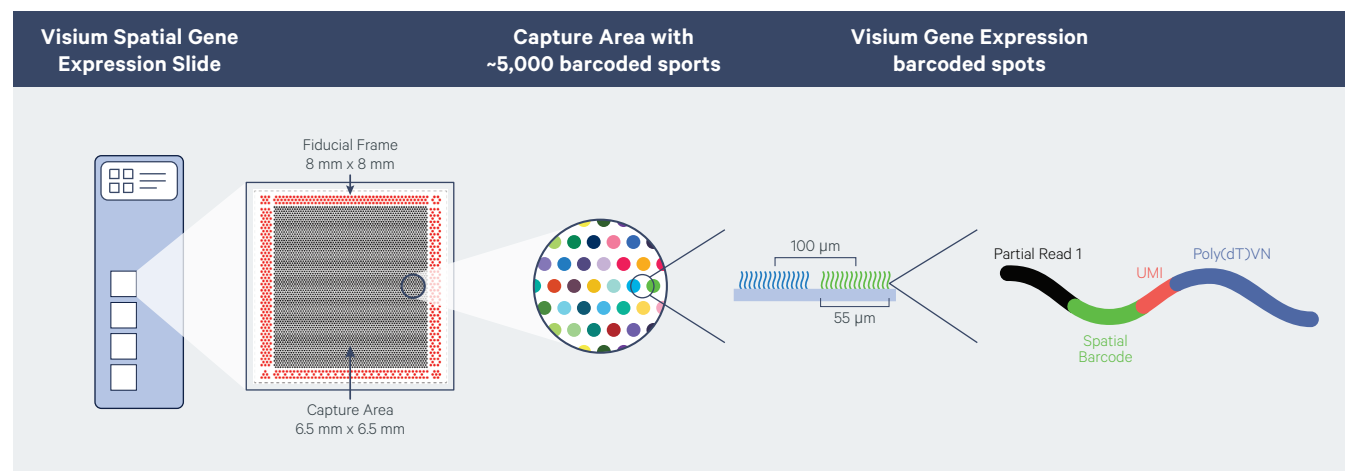 Visium Spatial Gene
Expression Slide
Capture Area with
~5,000 barcoded sports
Visium Gene Expression
barcoded spots
Fiducial Frame
8 mm x 8 mm
Capture Area
6.5 mm x 6.5 mm
100 µm
55 µm
Partial Read 1
Spatial
Barcode
UMI
Poly(dT)VN